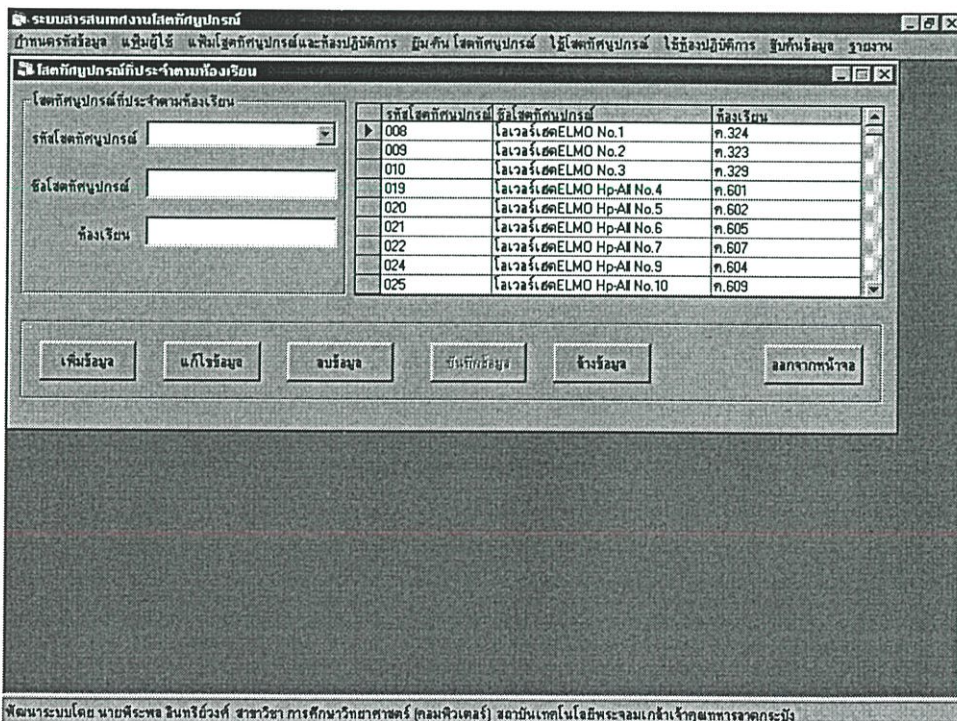 ระบบสารสนเทศงานโสตทัศนูปกรณ์
กำหนดรหัสข้อมูล แฟ้มผู้ใช้ แฟ้มโสตทัศนูปกรณ์และห้องปฏิบัติการ ยืม-คืน โสตทัศนูปกรณ์ ใช้โสตทัศนูปกรณ์ ใช้ห้องปฏิบัติการ สืบค้นข้อมูล รายงาน
โสตทัศนูปกรณ์ที่ประจำตามห้องเรียน
โสตทัศนูปกรณ์ที่ประจำตามห้องเรียน
รหัสโสตทัศนูปกรณ์
ชื่อโสตทัศนูปกรณ์
ห้องเรียน
รหัสโสตทัศนูปกรณ์ ชื่อโสตทัศนูปกรณ์ ห้องเรียน
008 โอเวอร์เฮดELMO No.1 ค.324
009 โอเวอร์เฮดELMO No.2 ค.323
010 โอเวอร์เฮดELMO No.3 ค.329
019 โอเวอร์เฮดELMO Hp-All No.4 ค.601
020 โอเวอร์เฮดELMO Hp-All No.5 ค.602
021 โอเวอร์เฮดELMO Hp-All No.6 ค.605
022 โอเวอร์เฮดELMO Hp-All No.7 ค.607
024 โอเวอร์เฮดELMO Hp-All No.9 ค.604
025 โอเวอร์เฮดELMO Hp-All No.10 ค.609
เพิ่มข้อมูล แก้ไขข้อมูล ลบข้อมูล บันทึกข้อมูล ล้างข้อมูล ออกจากหน้าจอ
พัฒนาระบบโดย นายพีระพล อินทรีย์วงศ์ สาขาวิชา การศึกษาวิทยาศาสตร์ (คอมพิวเตอร์) สถาบันเทคโนโลยีพระจอมเกล้าเจ้าคุณทหารลาดกระบัง